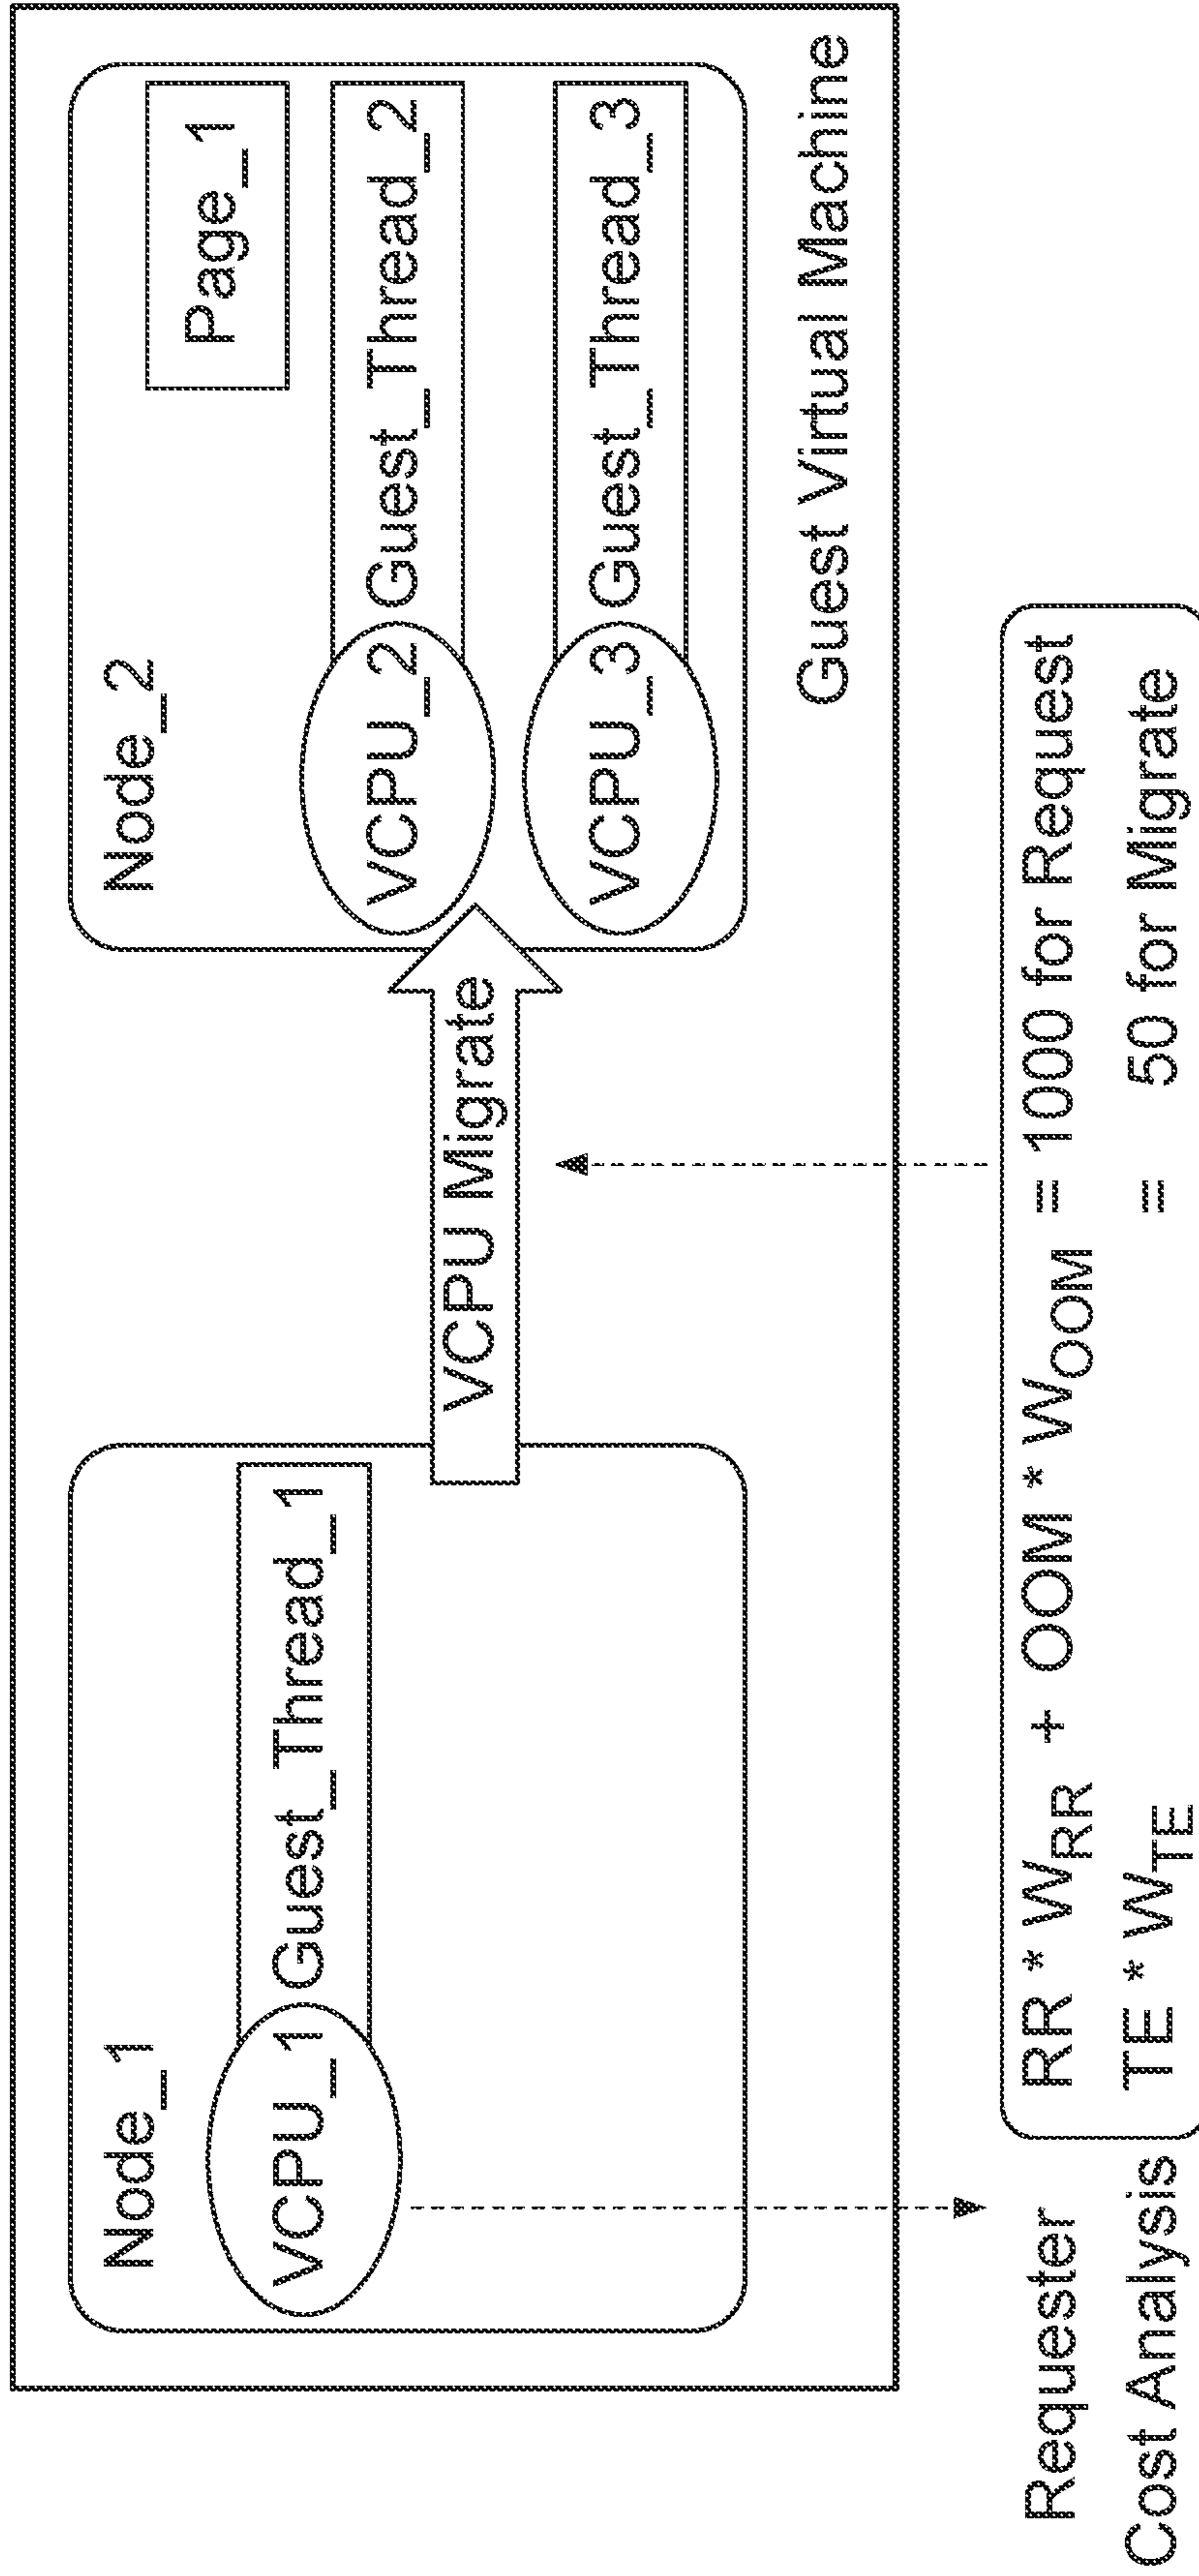 Node_1
VCPU_1 Guest_Thread_1
VCPU Migrate
Node_2
Page_1
VCPU_2 Guest_Thread_2
VCPU_3 Guest_Thread_3
Guest Virtual Machine
Requester
Cost Analysis
RR * W_RR + OOM * W_OOM = 1000 for Request
TE * W_TE = 50 for Migrate